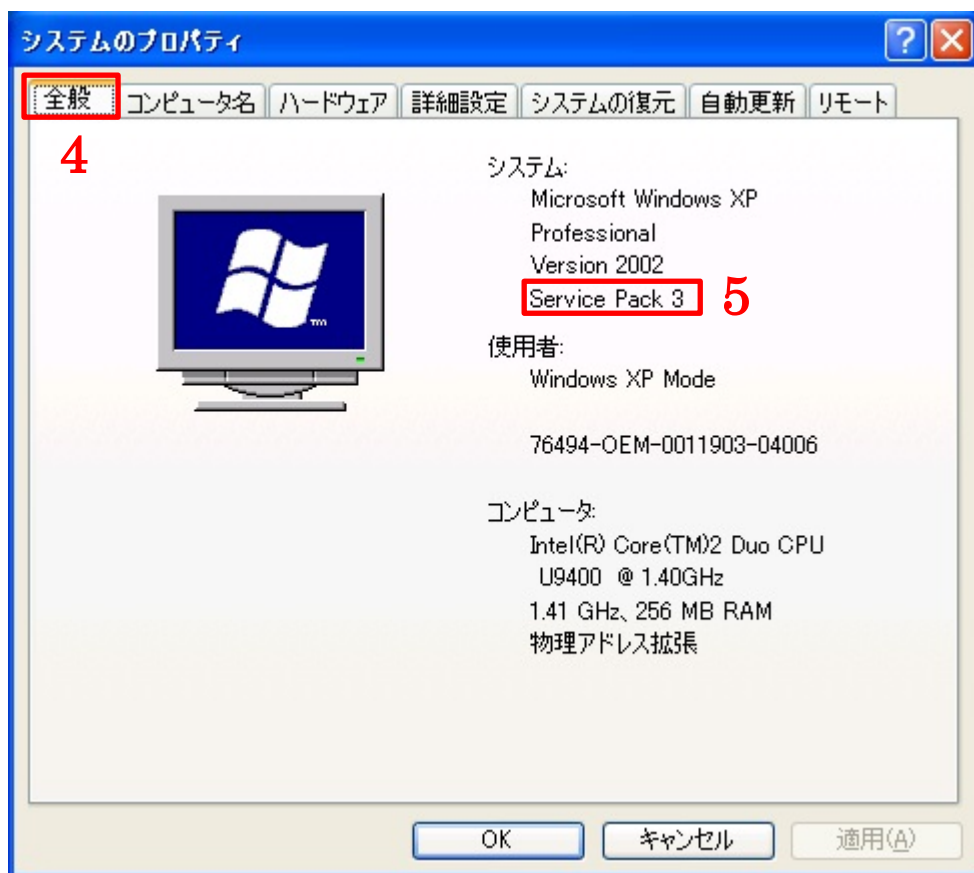 システムのプロパティ
全般 コンピュータ名 ハードウェア 詳細設定 システムの復元 自動更新 リモート
4
システム:
Microsoft Windows XP
Professional
Version 2002
Service Pack 3 5
使用者:
Windows XP Mode
76494-OEM-0011903-04006
コンピュータ:
Intel(R) Core(TM)2 Duo CPU
U9400 @ 1.40GHz
1.41 GHz、256 MB RAM
物理アドレス拡張
OK キャンセル 適用(A)